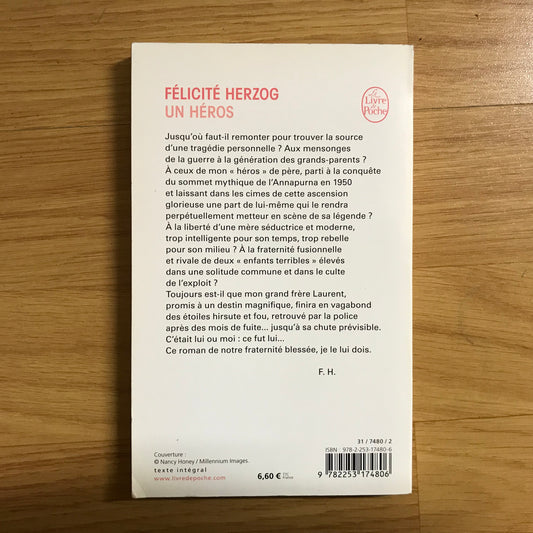 FÉLICITÉ HERZOG
UN HÉROS
Le
Livre
de
Poche
Jusqu'où faut-il remonter pour trouver la source
d'une tragédie personnelle ? Aux mensonges
de la guerre à la génération des grands-parents ?
À ceux de mon « héros » de père, parti à la conquête
du sommet mythique de l'Annapurna en 1950
et laissant dans les cimes de cette ascension
glorieuse une part de lui-même qui le rendra
perpétuellement metteur en scène de sa légende ?
À la liberté d'une mère séductrice et moderne,
trop intelligente pour son temps, trop rebelle
pour son milieu ? À la fraternité fusionnelle
et rivale de deux « enfants terribles » élevés
dans une solitude commune et dans le culte
de l'exploit ?
Toujours est-il que mon grand frère Laurent,
promis à un destin magnifique, finira en vagabond
des étoiles hirsute et fou, retrouvé par la police
après des mois de fuite... jusqu'à sa chute prévisible.
C'était lui ou moi : ce fut lui...
Ce roman de notre fraternité blessée, je le lui dois.
F. H.
31 / 7480 / 2
ISBN : 978-2-253-17480-6
Couverture :
© Nancy Honey / Millennium Images.
texte intégral
www.livredepoche.com
6,60 € TTC France
9 782253 174806